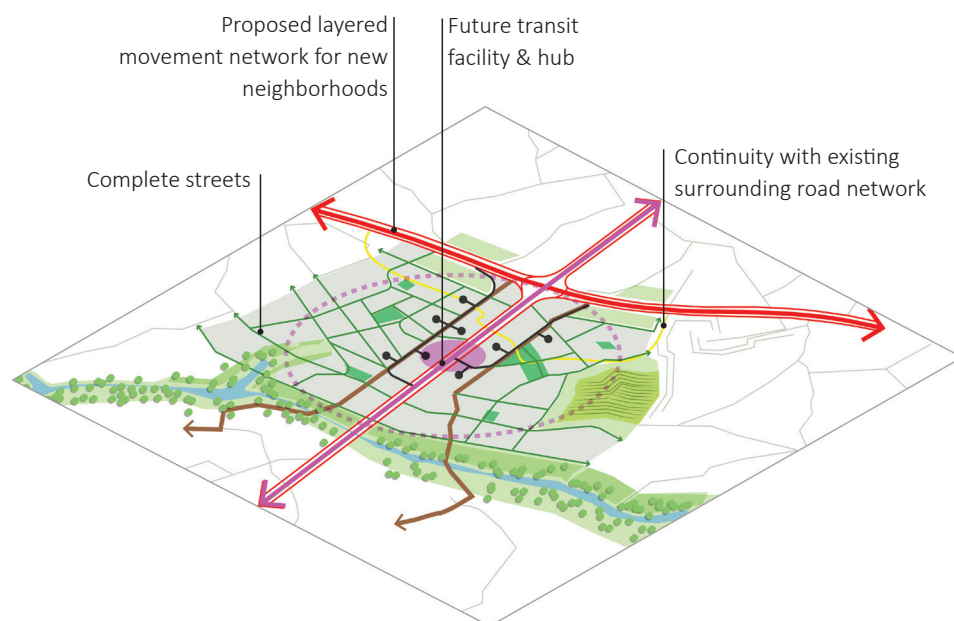 Proposed layered
movement network for new
neighborhoods
Future transit
facility & hub
Complete streets
Continuity with existing
surrounding road network